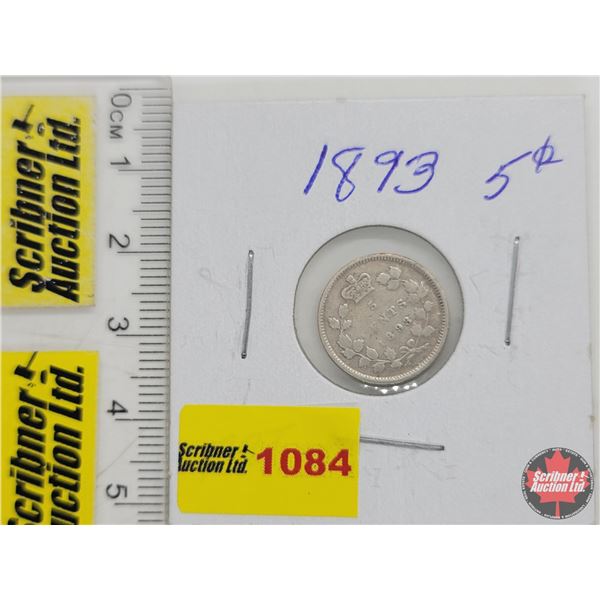 1893 5¢
Scribner
Auction Ltd.
Scribner
Auction Ltd.
0CM
1
2
3
4
5
5
CENTS.
1893
Scribner
Auction Ltd.
1084
Scribner
Auction Ltd.